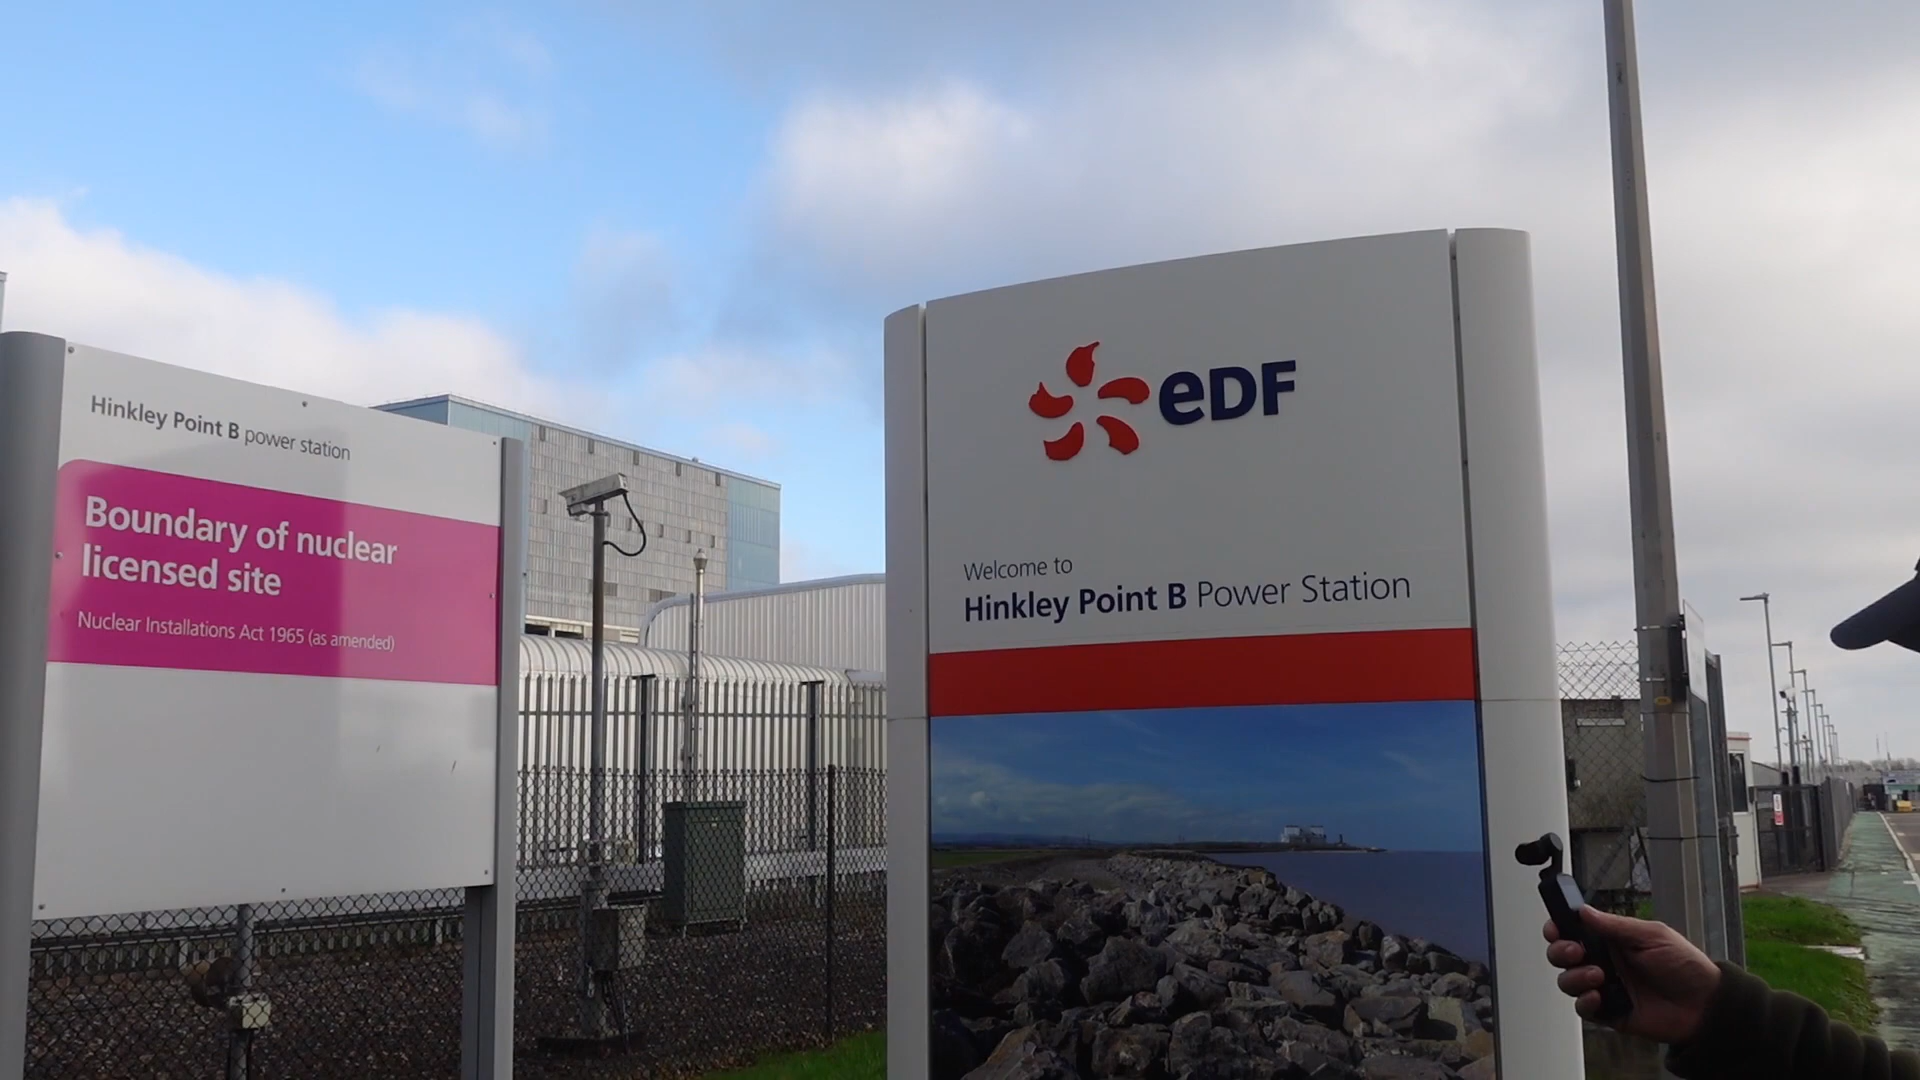 Hinkley Point B power station
Boundary of nuclear
licensed site
Nuclear Installations Act 1965 (as amended)
eDF
Welcome to
Hinkley Point B Power Station